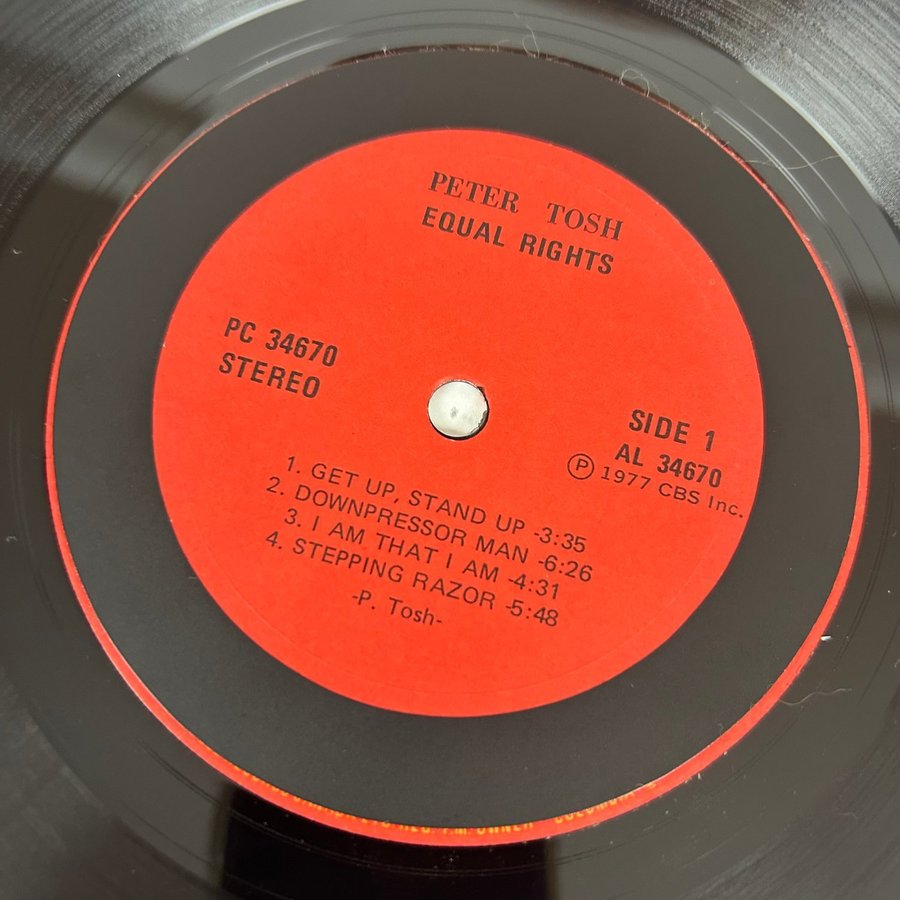 PETER TOSH
EQUAL RIGHTS
PC 34670
STEREO
SIDE 1
AL 34670
Ⓟ 1977 CBS Inc.
1. GET UP, STAND UP -3:35
2. DOWNPRESSOR MAN -6:26
3. I AM THAT I AM -4:31
4. STEPPING RAZOR -5:48
-P. Tosh-